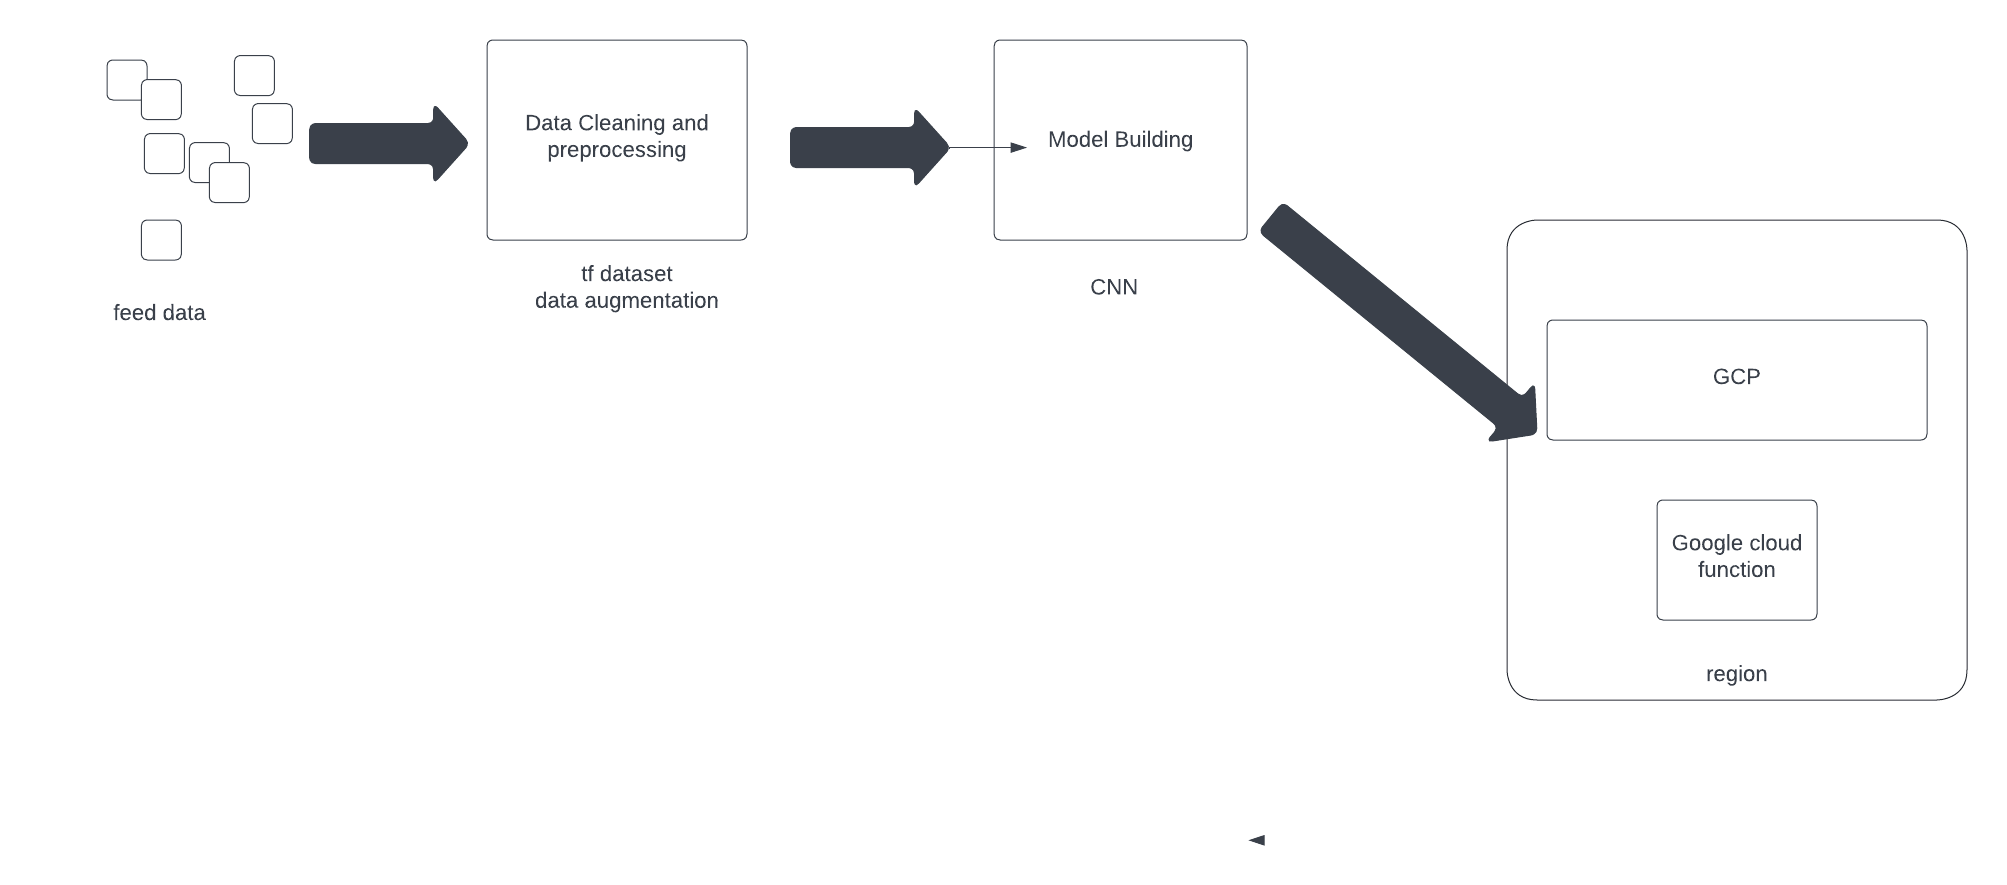 Data Cleaning and
preprocessing
Model Building
tf dataset
data augmentation
CNN
feed data
GCP
Google cloud
function
region